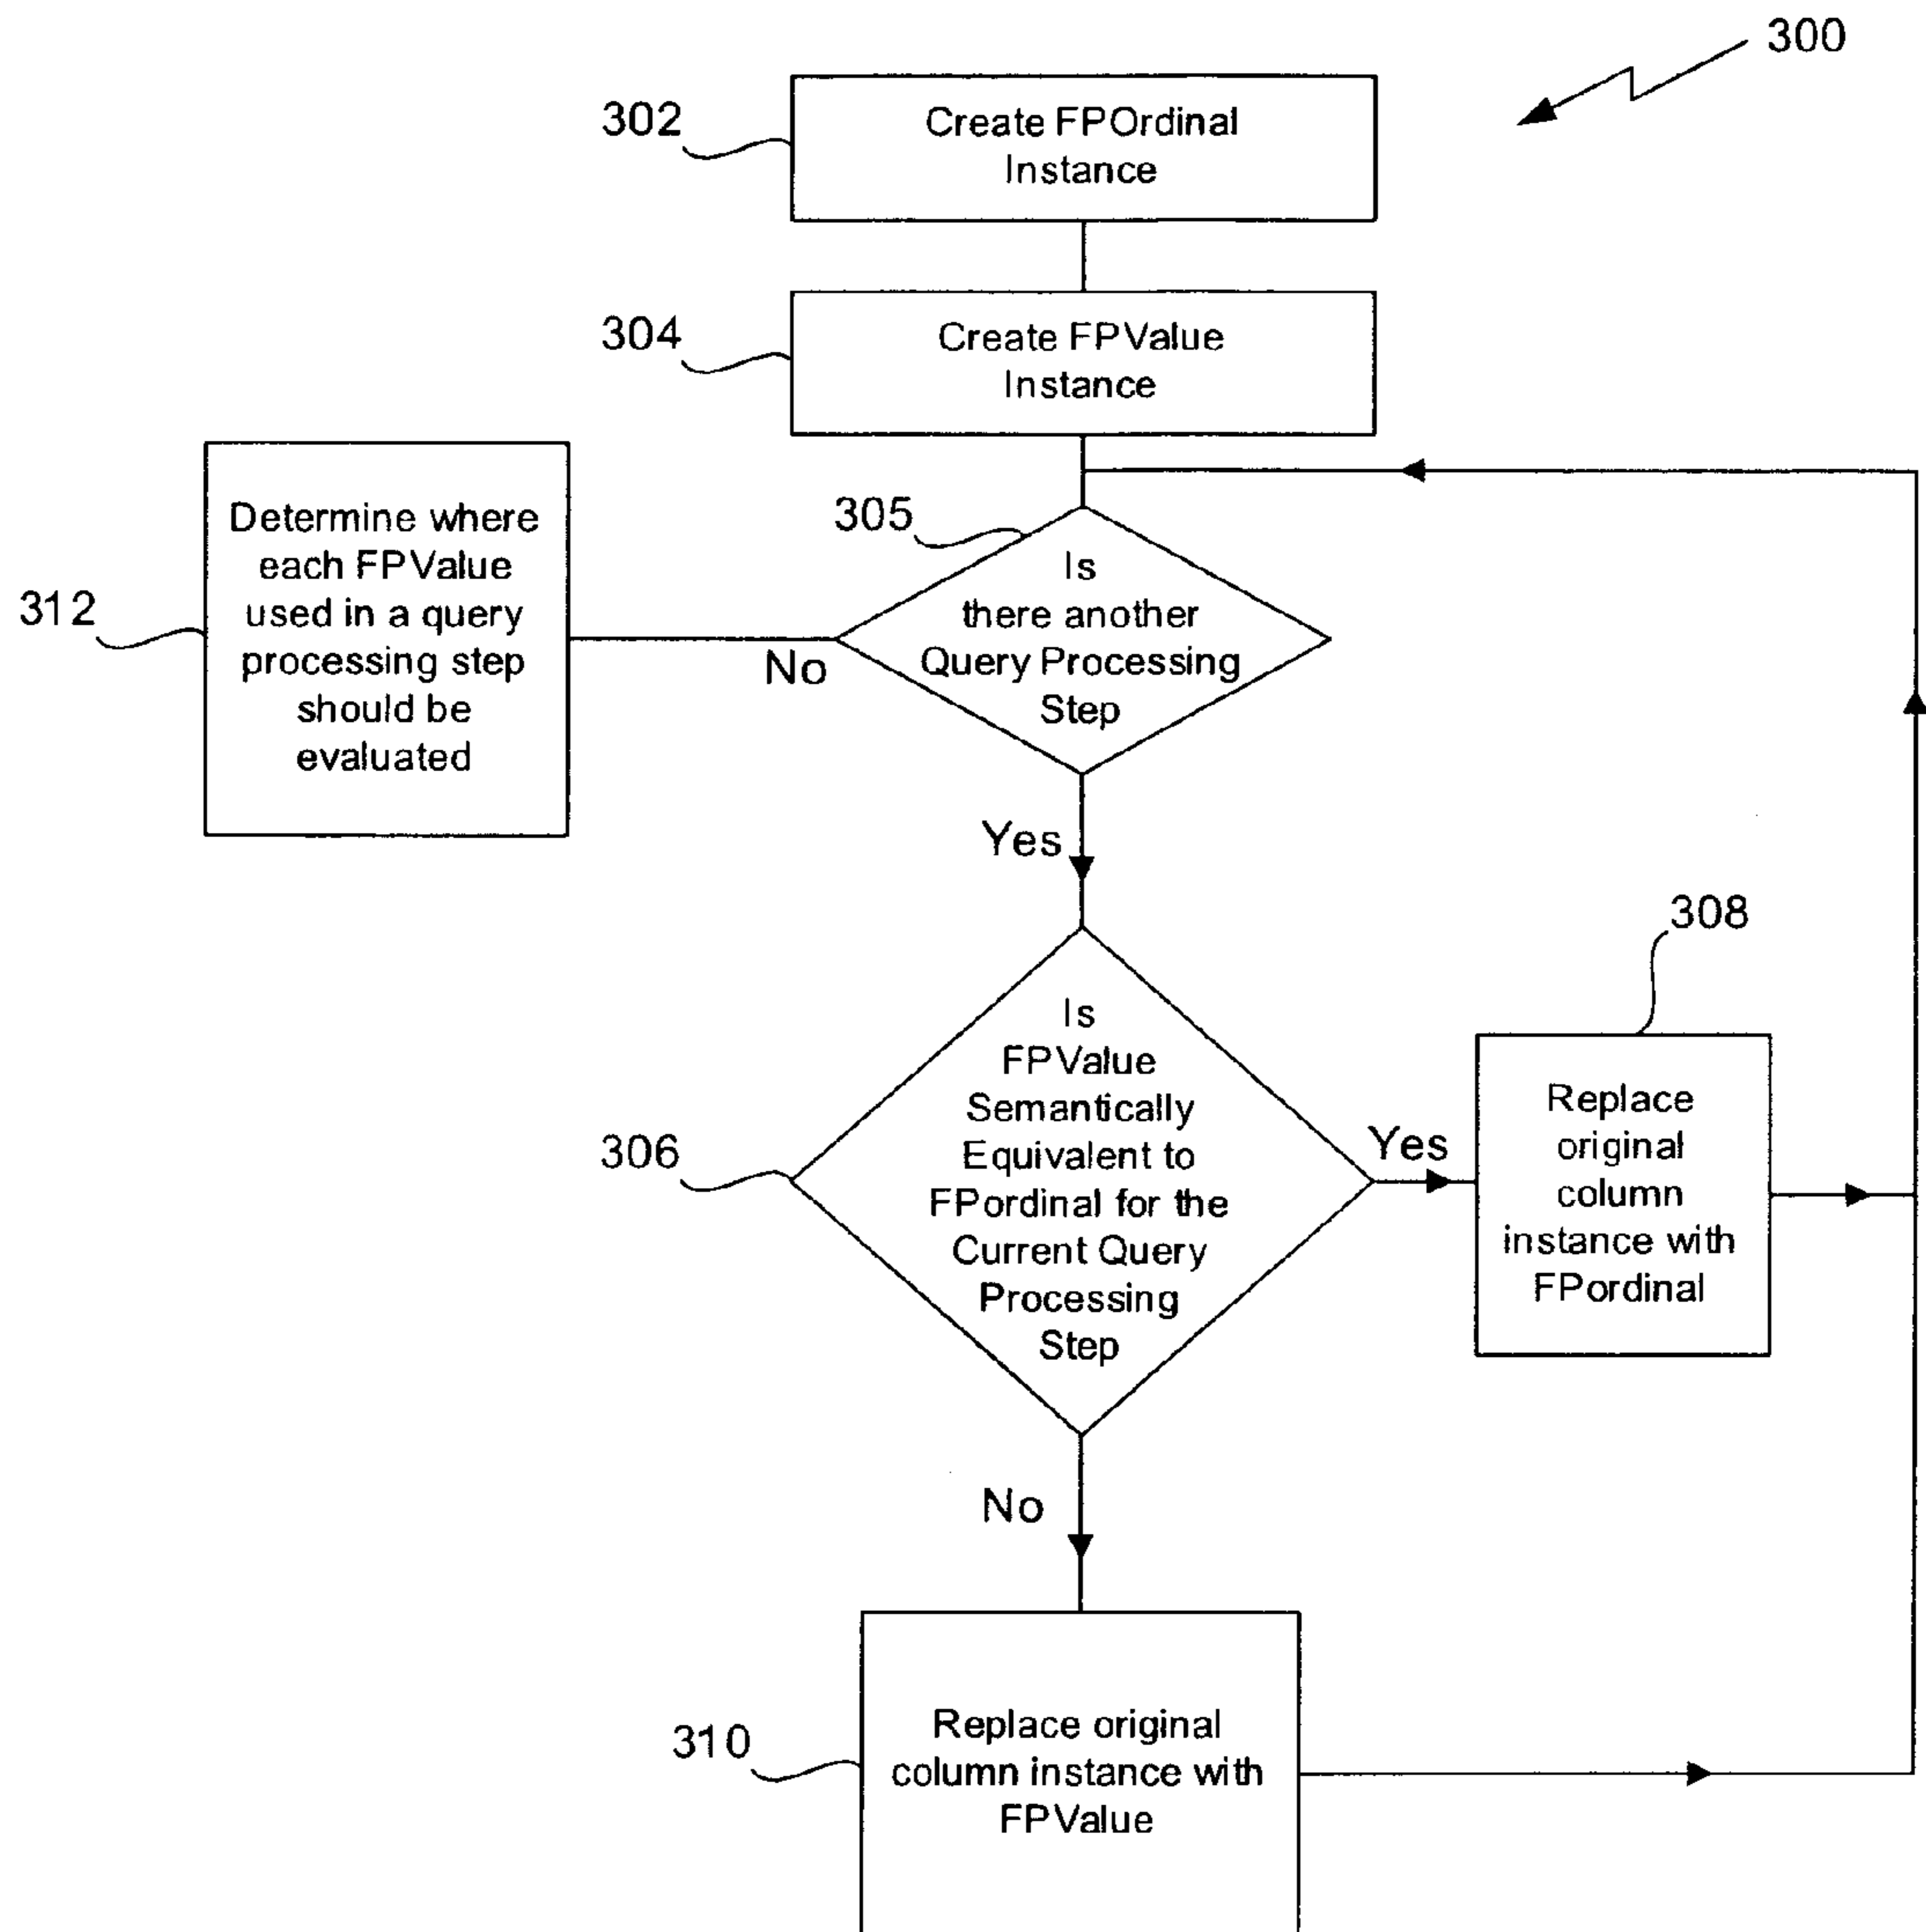 300
302
Create FPOrdinal
Instance
304
Create FPValue
Instance
312
Determine where
each FPValue
used in a query
processing step
should be
evaluated
305
Is
there another
Query Processing
Step
No
Yes
306
Is
FPValue
Semantically
Equivalent to
FPordinal for the
Current Query
Processing
Step
Yes
308
Replace
original
column
instance with
FPordinal
No
310
Replace original
column instance with
FPValue